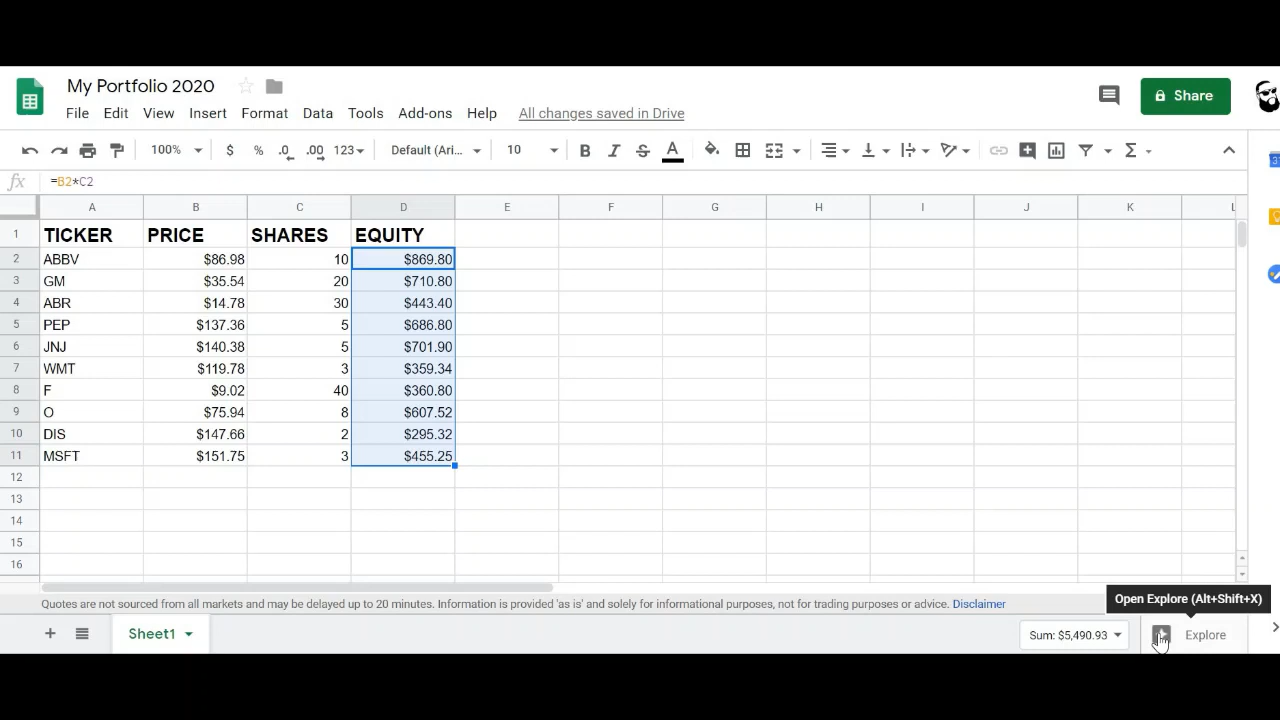 My Portfolio 2020
File Edit View Insert Format Data Tools Add-ons Help All changes saved in Drive
Share
100% $ % .0 .00 123 Default (Ari... 10 B I S A Σ
fx =B2*C2
A B C D E F G H I J K L
1 TICKER PRICE SHARES EQUITY
2 ABBV $86.98 10 $869.80
3 GM $35.54 20 $710.80
4 ABR $14.78 30 $443.40
5 PEP $137.36 5 $686.80
6 JNJ $140.38 5 $701.90
7 WMT $119.78 3 $359.34
8 F $9.02 40 $360.80
9 O $75.94 8 $607.52
10 DIS $147.66 2 $295.32
11 MSFT $151.75 3 $455.25
12
13
14
15
16
Open Explore (Alt+Shift+X)
Quotes are not sourced from all markets and may be delayed up to 20 minutes. Information is provided 'as is' and solely for informational purposes, not for trading purposes or advice. Disclaimer
+ Sheet1 Sum: $5,490.93 Explore